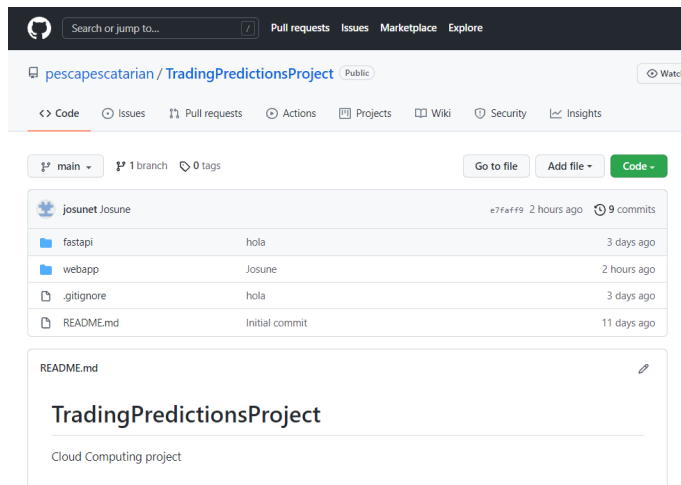 Search or jump to... / Pull requests Issues Marketplace Explore
pescapescatarian / TradingPredictionsProject Public Watc
<> Code Issues Pull requests Actions Projects Wiki Security Insights
main 1 branch 0 tags Go to file Add file Code
josunet Josune e7faff9 2 hours ago 9 commits
fastapi hola 3 days ago
webapp Josune 2 hours ago
.gitignore hola 3 days ago
README.md Initial commit 11 days ago
README.md
TradingPredictionsProject
Cloud Computing project